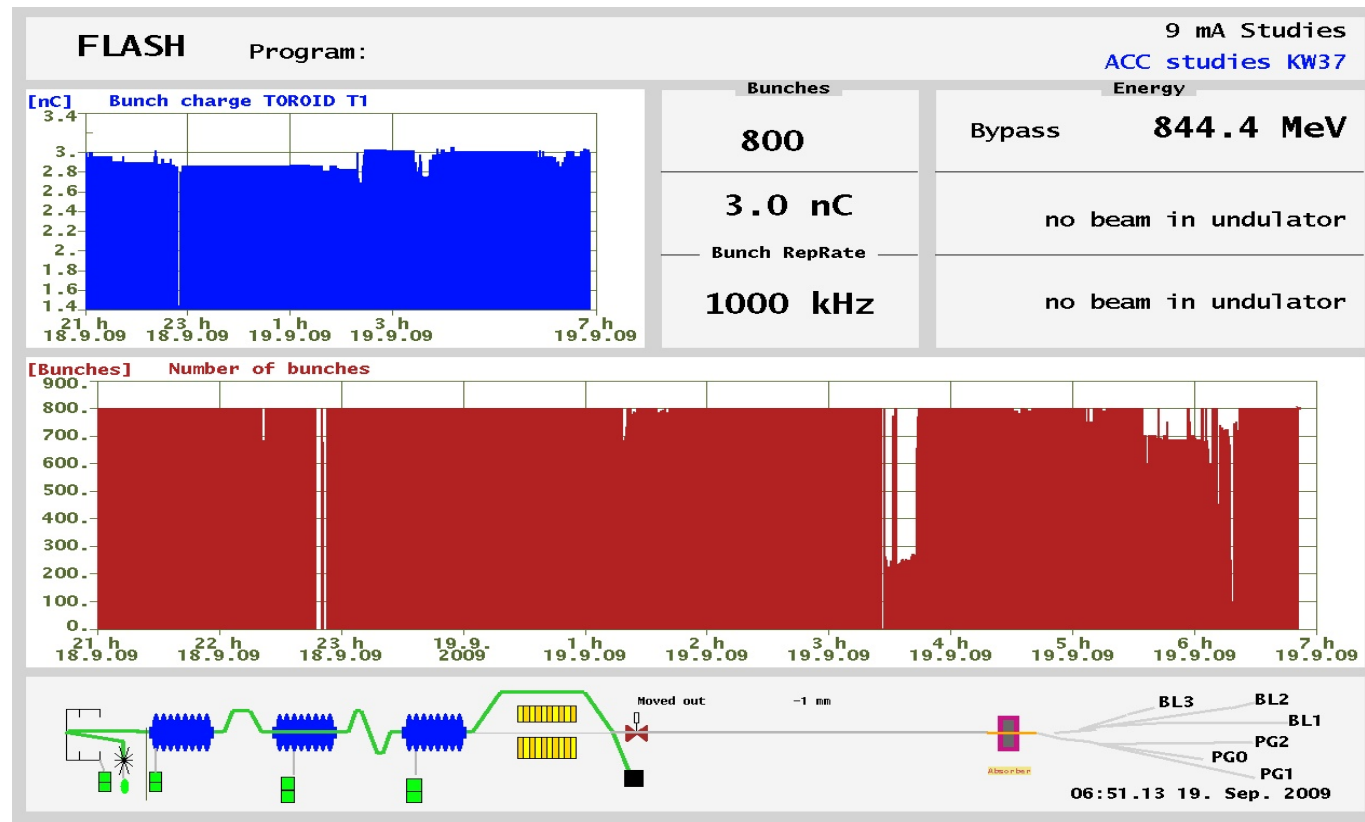 FLASH Program:
9 mA Studies
ACC studies KW37
[nC] Bunch charge TOROID T1
3.4
3.
2.8
2.6
2.4
2.2
2.
1.8
1.6
1.4
21 h 23 h 1 h 3 h 7 h
18.9.09 18.9.09 19.9.09 19.9.09 19.9.09
Bunches
800
3.0 nC
Bunch RepRate
1000 kHz
Energy
Bypass 844.4 MeV
no beam in undulator
no beam in undulator
[Bunches] Number of bunches
900.
800.
700.
600.
500.
400.
300.
200.
100.
0.
21 h 22 h 23 h 19.9. 1 h 2 h 3 h 4 h 5 h 6 h 7 h
18.9.09 18.9.09 18.9.09 2009 19.9.09 19.9.09 19.9.09 19.9.09 19.9.09 19.9.09 19.9.09
Moved out -1 mm
BL3
BL2
BL1
PG2
PG0
PG1
Absorber
06:51.13 19. Sep. 2009